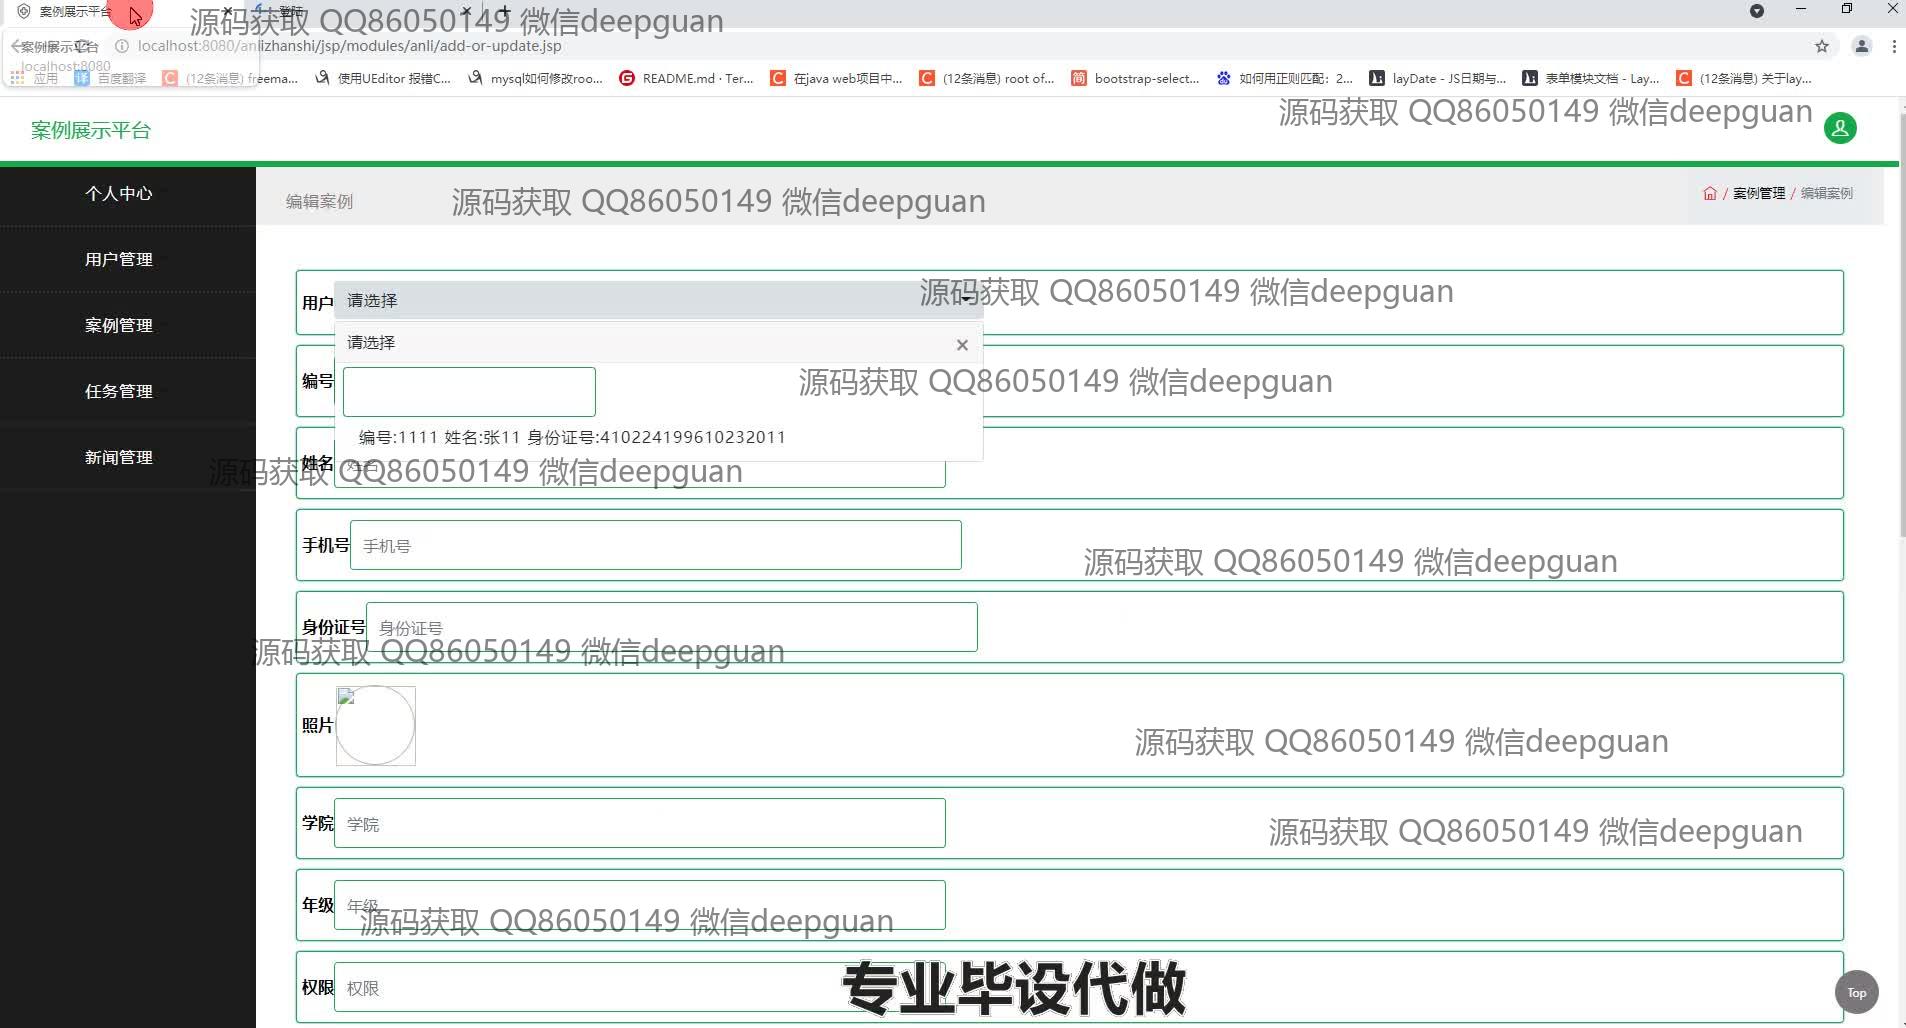 案例展示平台
登陆
源码获取 QQ86050149 微信deepguan
案例展示平台
localhost:8080
localhost:8080/anlizhanshi/jsp/modules/anli/add-or-update.jsp
应用
百度翻译
(12条消息) freema...
使用UEditor 报错C...
mysql如何修改roo...
README.md · Ter...
在java web项目中...
(12条消息) root of...
bootstrap-select...
如何用正则匹配：2...
layDate - JS日期与...
表单模块文档 - Lay...
(12条消息) 关于lay...
源码获取 QQ86050149 微信deepguan
案例展示平台
个人中心
用户管理
案例管理
任务管理
新闻管理
编辑案例
源码获取 QQ86050149 微信deepguan
/ 案例管理 / 编辑案例
用户 请选择
源码获取 QQ86050149 微信deepguan
请选择 ×
编号
源码获取 QQ86050149 微信deepguan
编号:1111 姓名:张11 身份证号:410224199610232011
姓名 姓名
源码获取 QQ86050149 微信deepguan
手机号 手机号
源码获取 QQ86050149 微信deepguan
身份证号 身份证号
源码获取 QQ86050149 微信deepguan
照片
源码获取 QQ86050149 微信deepguan
学院 学院
源码获取 QQ86050149 微信deepguan
年级 年级
源码获取 QQ86050149 微信deepguan
权限 权限
专业毕设代做
Top